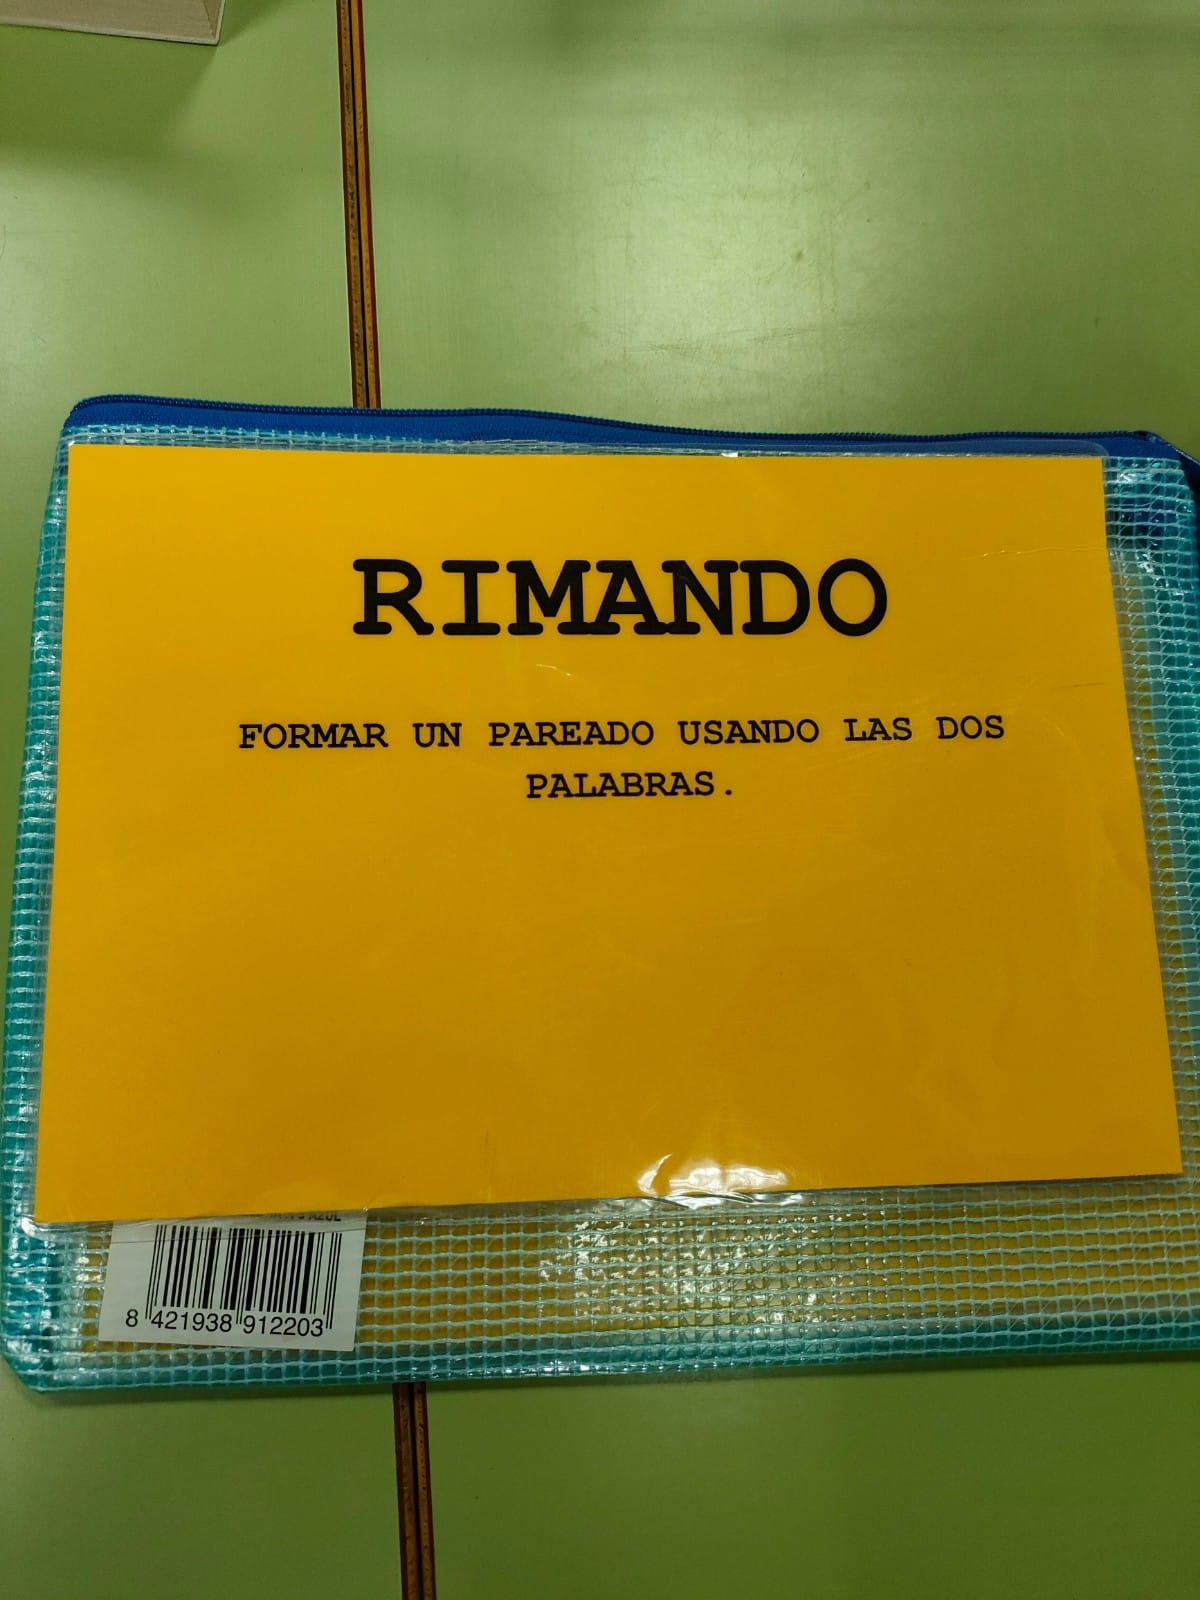 RIMANDO
FORMAR UN PAREADO USANDO LAS DOS
PALABRAS.
8 421938 912203